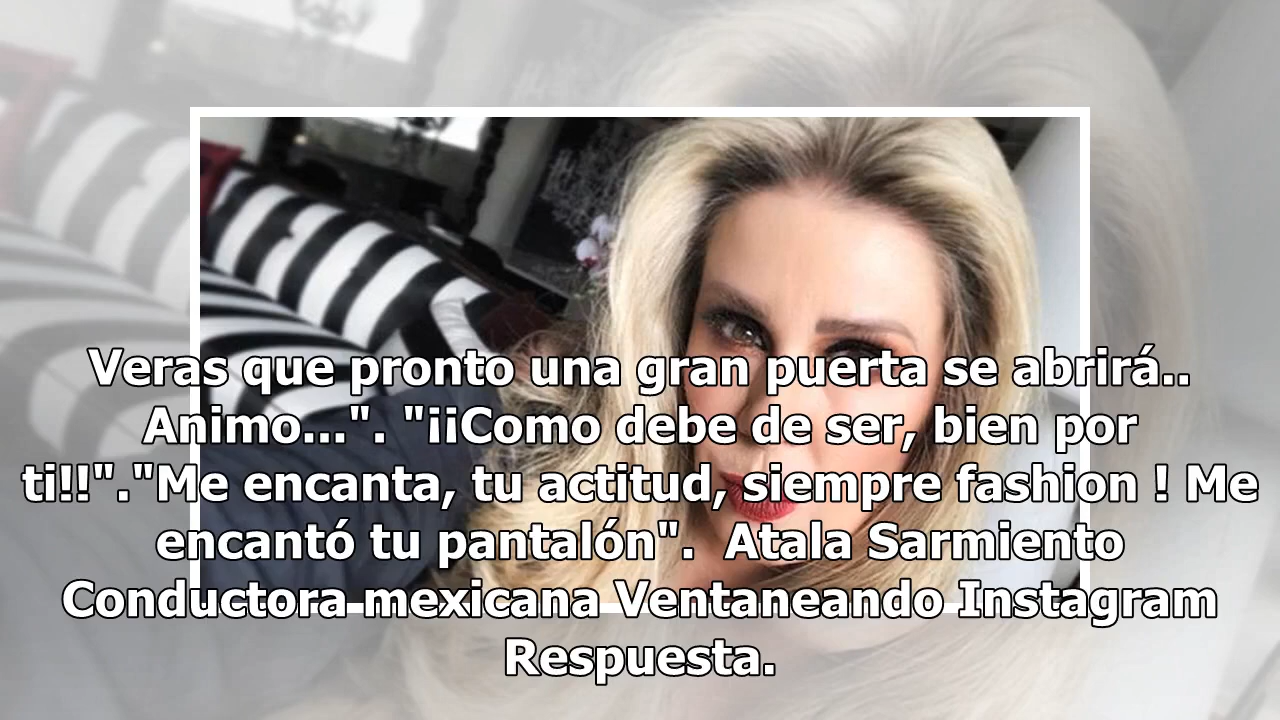 Veras que pronto una gran puerta se abrirá..
Animo...". "¡¡Como debe de ser, bien por
ti!!"."Me encanta, tu actitud, siempre fashion ! Me
encantó tu pantalón".  Atala Sarmiento
Conductora mexicana Ventaneando Instagram
Respuesta.